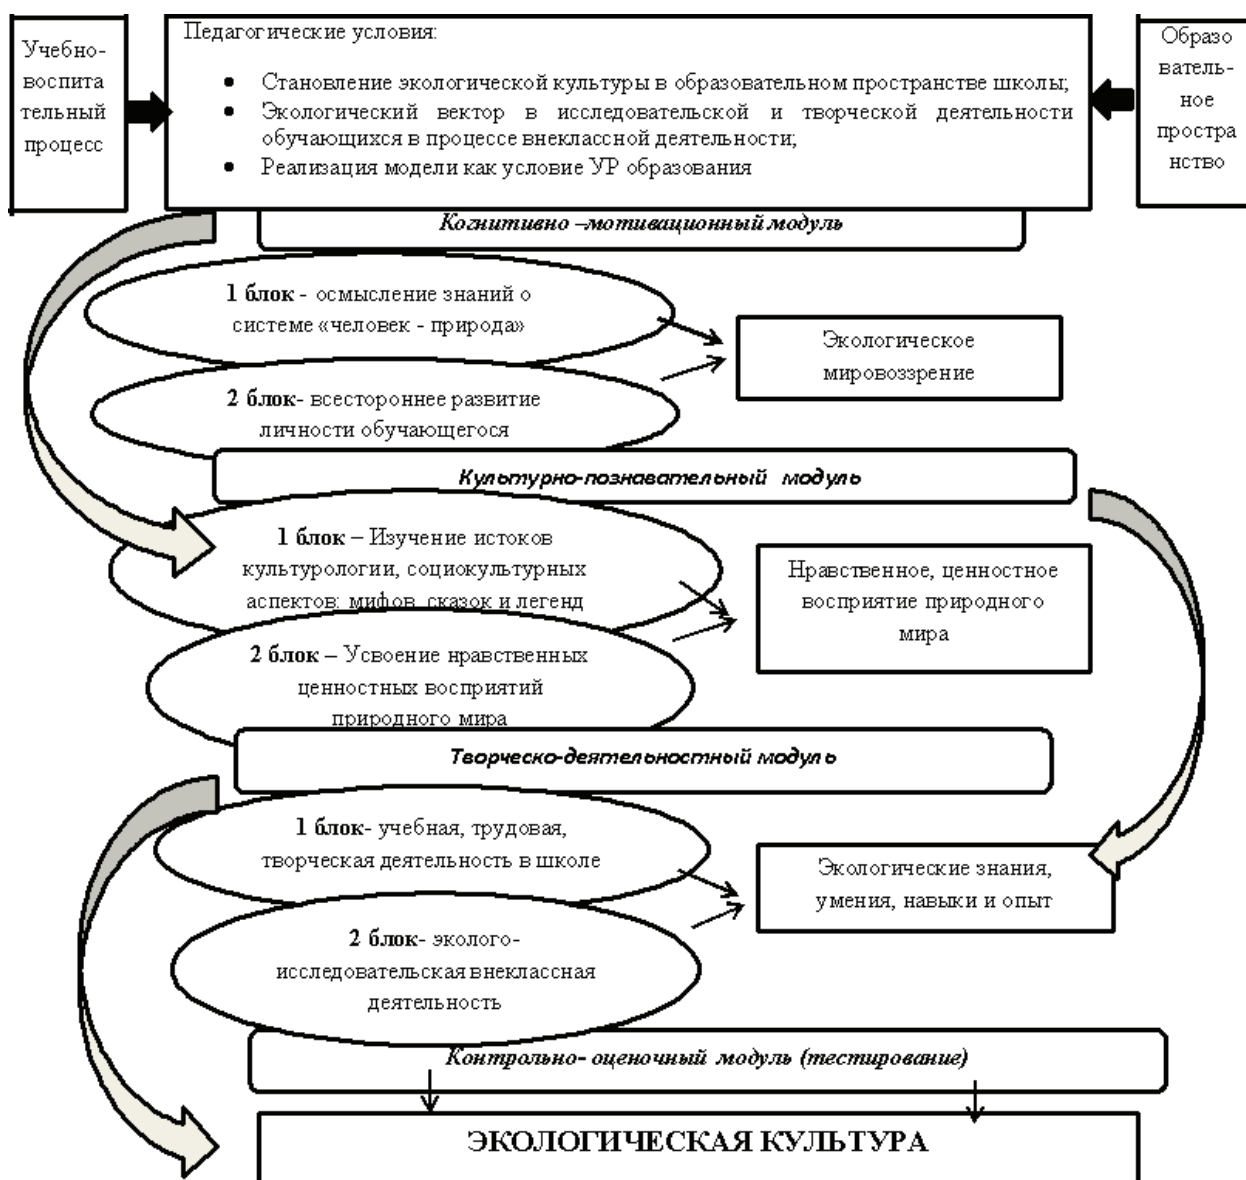 Учебно-
воспита
тельный
процесс
Педагогические условия:
• Становление экологической культуры в образовательном пространстве школы;
• Экологический вектор в исследовательской и творческой деятельности
обучающихся в процессе внеклассной деятельности;
• Реализация модели как условие УР образования
Образо
ватель-
ное
простра
нство
Когнитивно –мотивационный модуль
1 блок - осмысление знаний о
системе «человек - природа»
Экологическое
мировоззрение
2 блок- всестороннее развитие
личности обучающегося
Культурно-познавательный модуль
1 блок – Изучение истоков
культурологии, социокультурных
аспектов: мифов, сказок и легенд
Нравственное, ценностное
восприятие природного
мира
2 блок – Усвоение нравственных
ценностных восприятий
природного мира
Творческо-деятельностный модуль
1 блок- учебная, трудовая,
творческая деятельность в школе
Экологические знания,
умения, навыки и опыт
2 блок- эколого-
исследовательская внеклассная
деятельность
Контрольно- оценочный модуль (тестирование)
ЭКОЛОГИЧЕСКАЯ КУЛЬТУРА